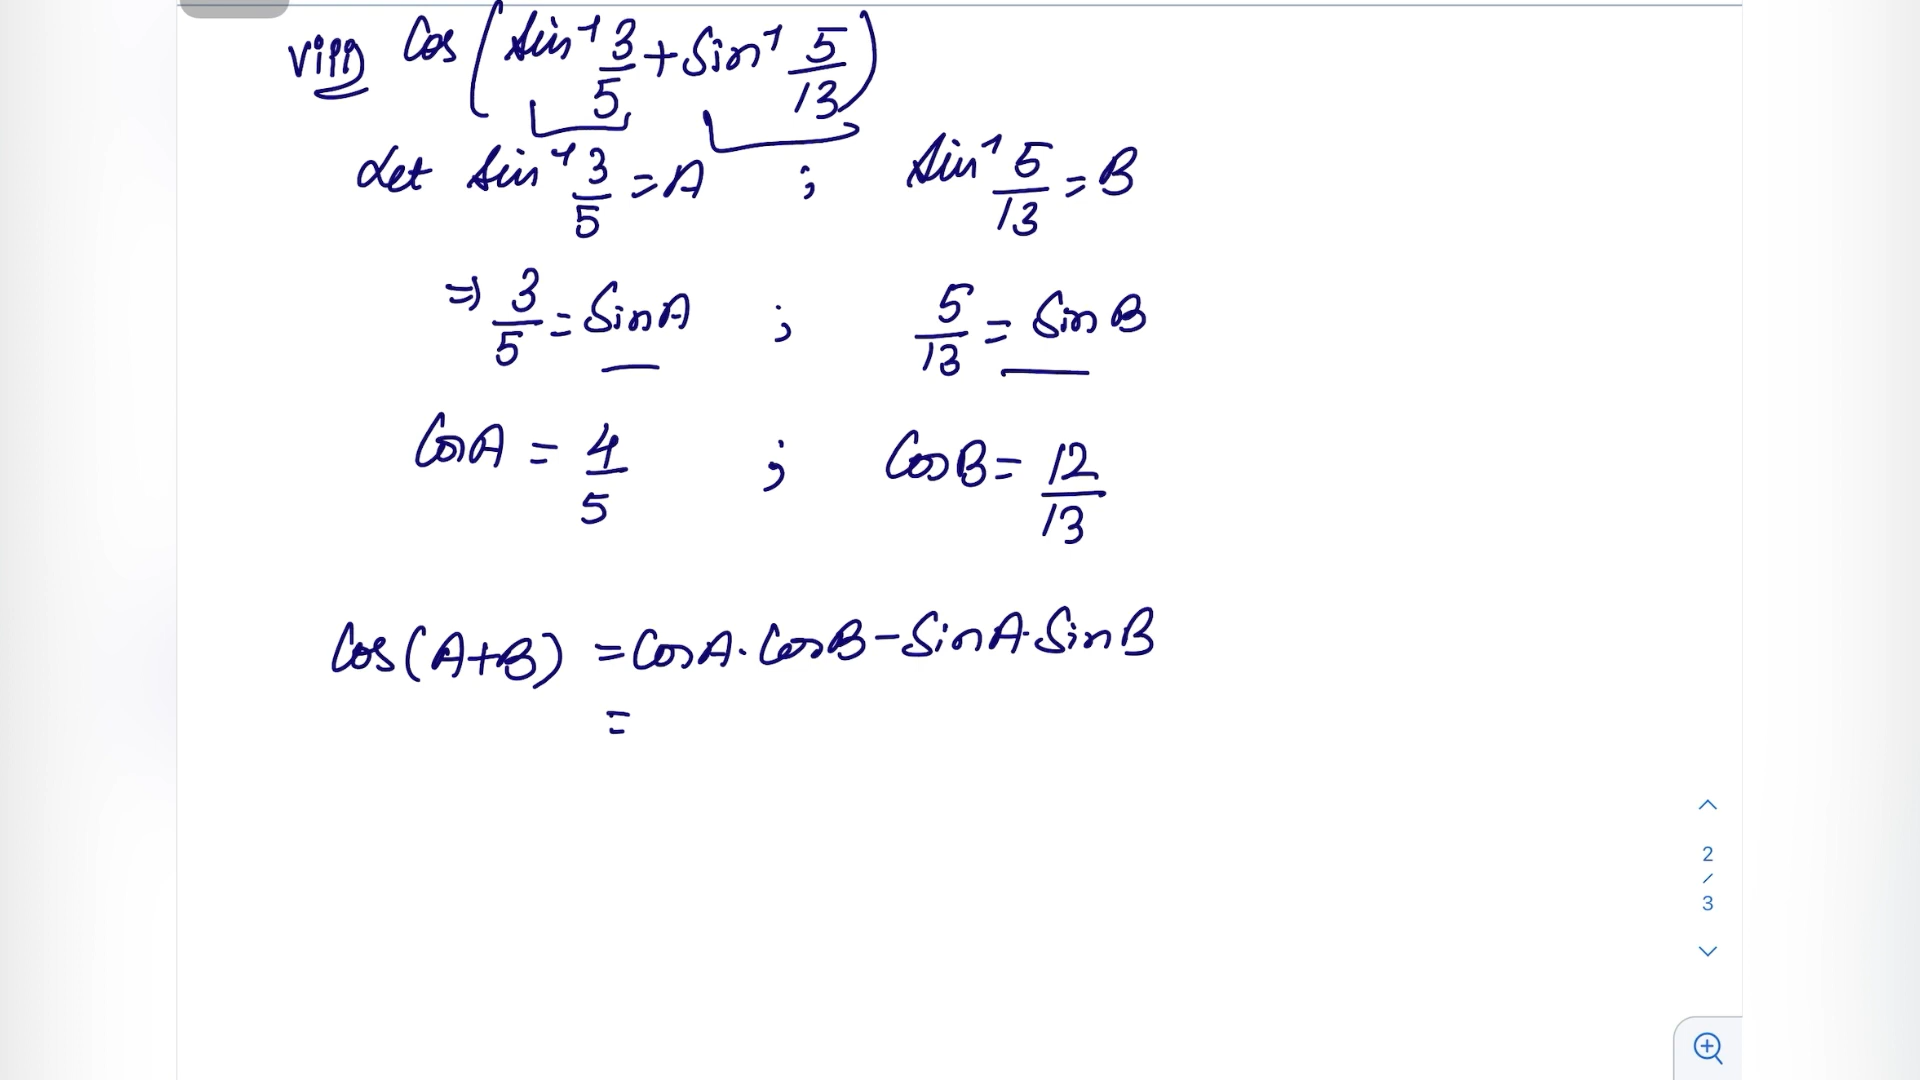 viii) Cos(Sin⁻¹ 3/5 + Sin⁻¹ 5/13)
Let Sin⁻¹ 3/5 = A ; Sin⁻¹ 5/13 = B
⇒ 3/5 = SinA ; 5/13 = Sin B
CosA = 4/5 ; CosB = 12/13
Cos(A+B) = CosA · CosB - SinA · SinB
=
2
/
3